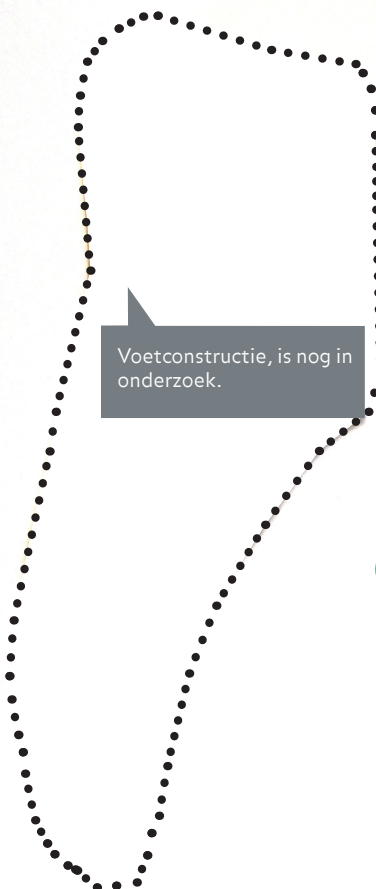 Voetconstructie, is nog in
onderzoek.